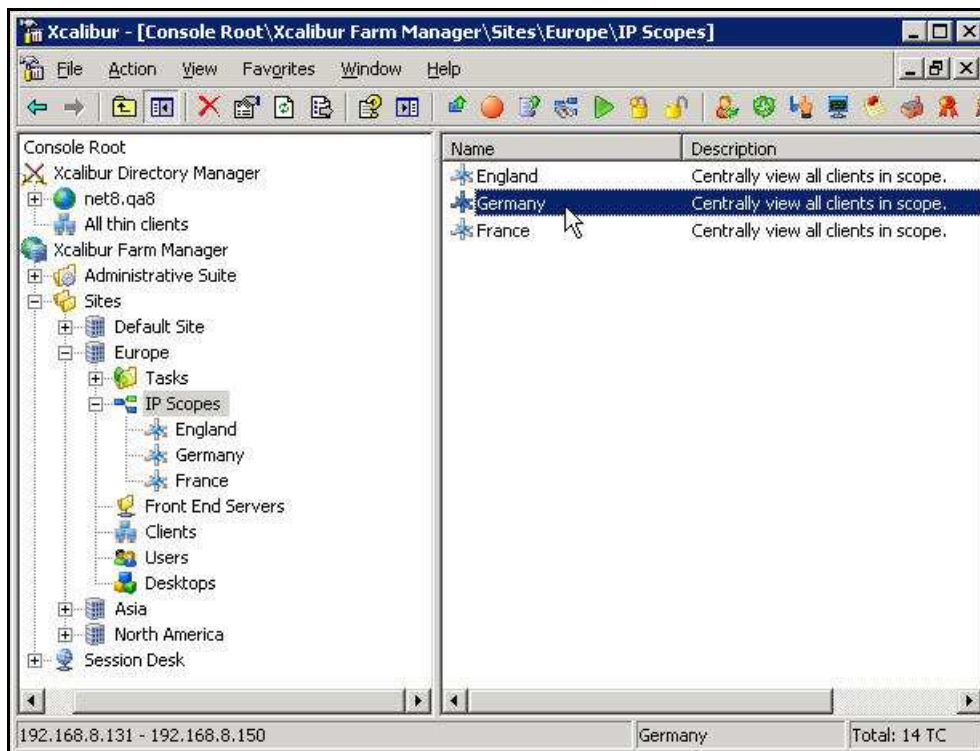 Xcalibur - [Console Root\Xcalibur Farm Manager\Sites\Europe\IP Scopes]
File Action View Favorites Window Help
Console Root
Xcalibur Directory Manager
net8.qa8
All thin clients
Xcalibur Farm Manager
Administrative Suite
Sites
Default Site
Europe
Tasks
IP Scopes
England
Germany
France
Front End Servers
Clients
Users
Desktops
Asia
North America
Session Desk
Name Description
England Centrally view all clients in scope.
Germany Centrally view all clients in scope.
France Centrally view all clients in scope.
192.168.8.131 - 192.168.8.150 Germany Total: 14 TC